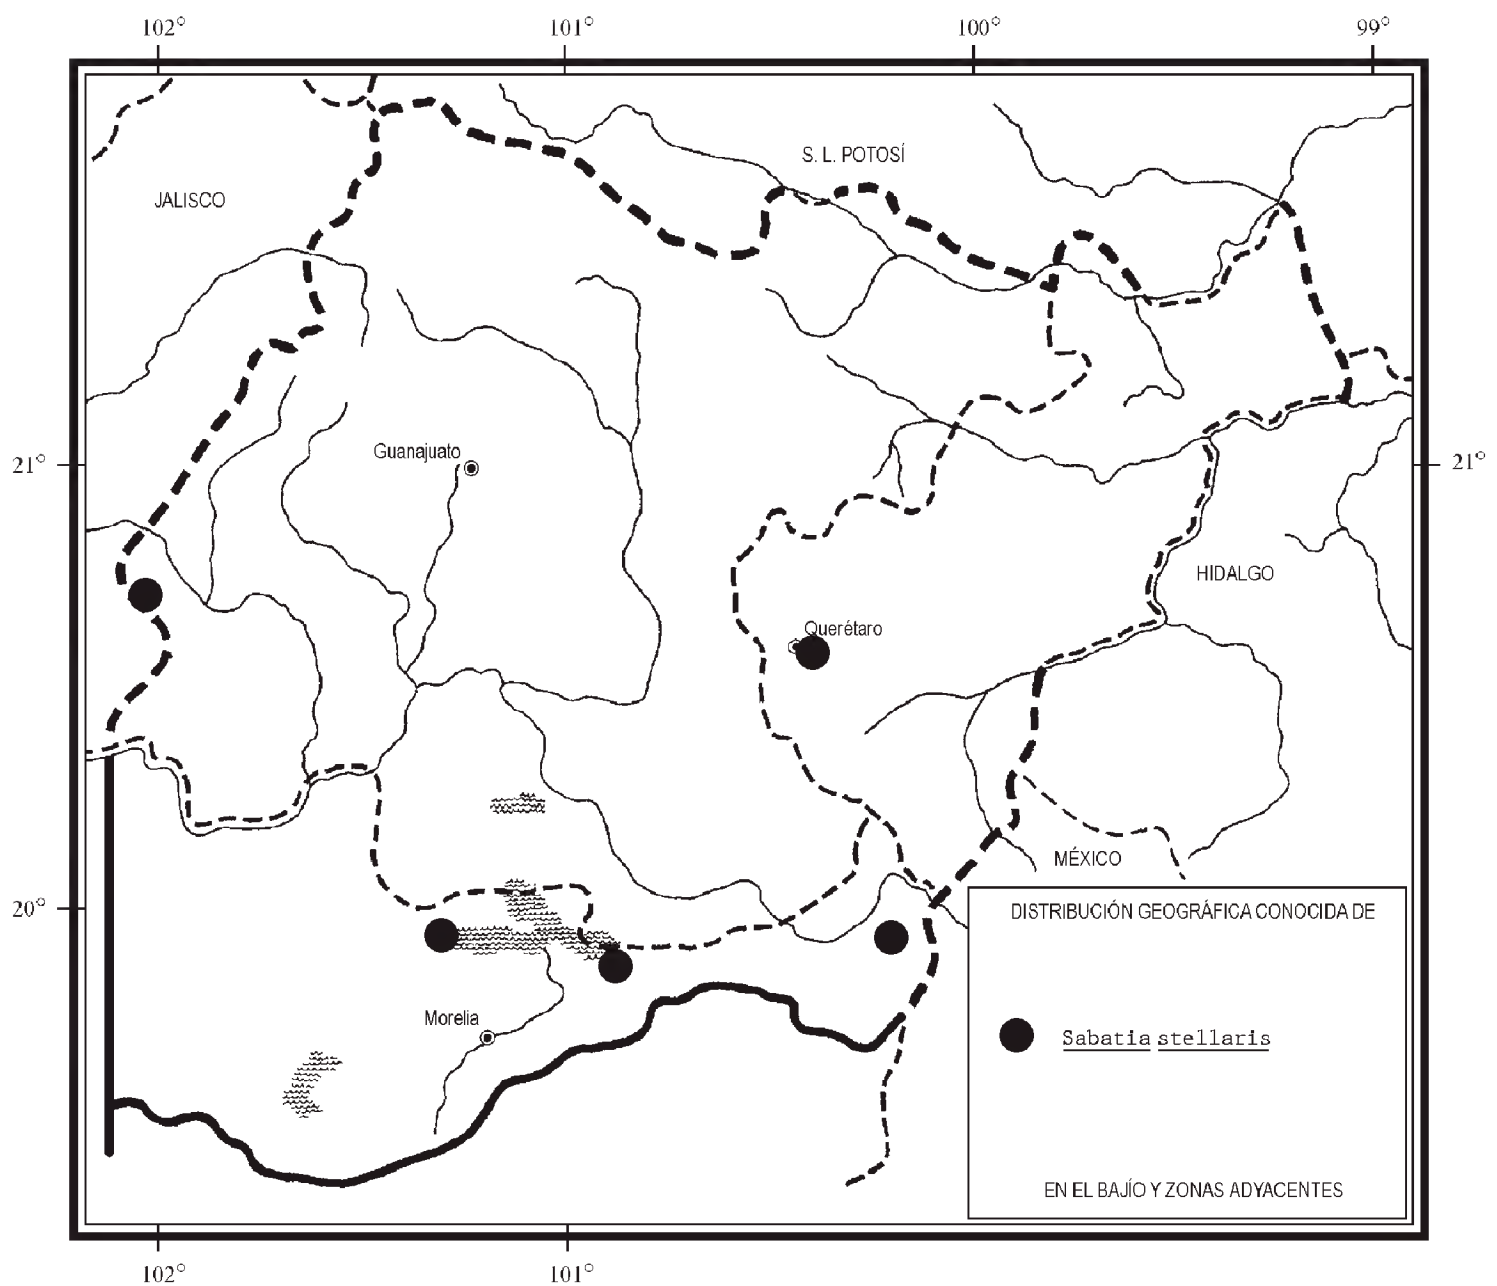 102° 101° 100° 99°
S. L. POTOSÍ
JALISCO
Guanajuato
21° 21°
HIDALGO
Querétaro
MÉXICO
20°
DISTRIBUCIÓN GEOGRÁFICA CONOCIDA DE
Morelia
Sabatia stellaris
EN EL BAJÍO Y ZONAS ADYACENTES
102° 101°